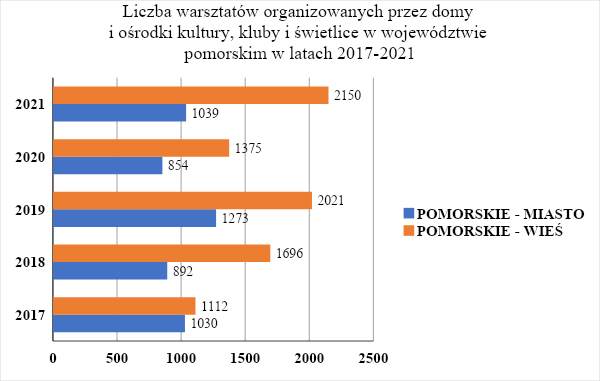 Liczba warsztatów organizowanych przez domy
i ośrodki kultury, kluby i świetlice w województwie
pomorskim w latach 2017-2021
2021
2150
1039
2020
1375
854
2019
2021
1273
2018
1696
892
2017
1112
1030
POMORSKIE - MIASTO
POMORSKIE - WIEŚ
0 500 1000 1500 2000 2500